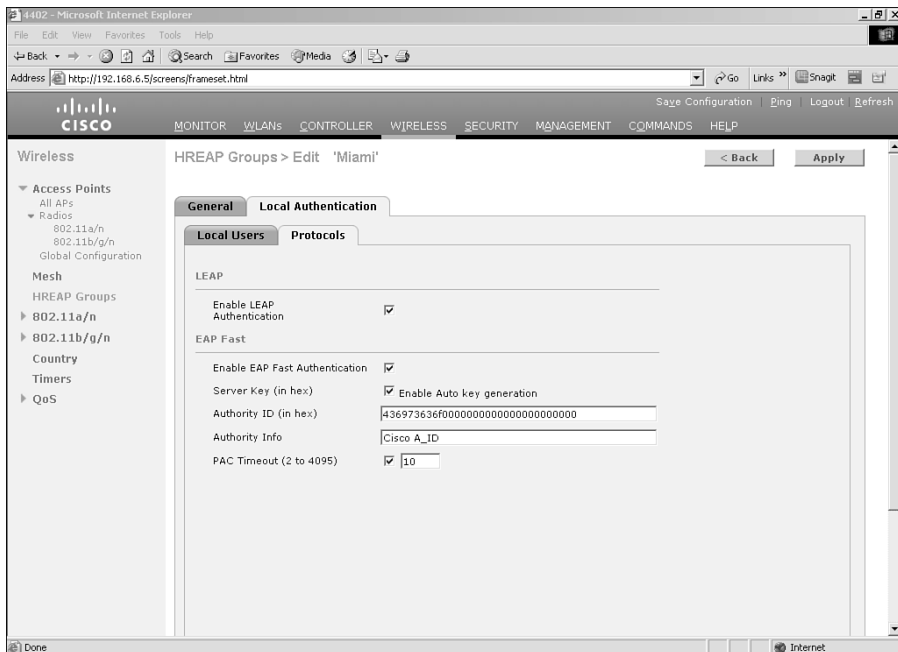 4402 - Microsoft Internet Explorer
File Edit View Favorites Tools Help
Back Search Favorites Media
Address http://192.168.6.5/screens/frameset.html Go Links » Snagit
Save Configuration | Ping | Logout | Refresh
CISCO MONITOR WLANs CONTROLLER WIRELESS SECURITY MANAGEMENT COMMANDS HELP
Wireless
Access Points
All APs
Radios
802.11a/n
802.11b/g/n
Global Configuration
Mesh
HREAP Groups
802.11a/n
802.11b/g/n
Country
Timers
QoS
HREAP Groups > Edit 'Miami'
< Back Apply
General Local Authentication
Local Users Protocols
LEAP
Enable LEAP
Authentication
EAP Fast
Enable EAP Fast Authentication
Server Key (in hex) Enable Auto key generation
Authority ID (in hex) 436973636f0000000000000000000000
Authority Info Cisco A_ID
PAC Timeout (2 to 4095) 10
Done Internet